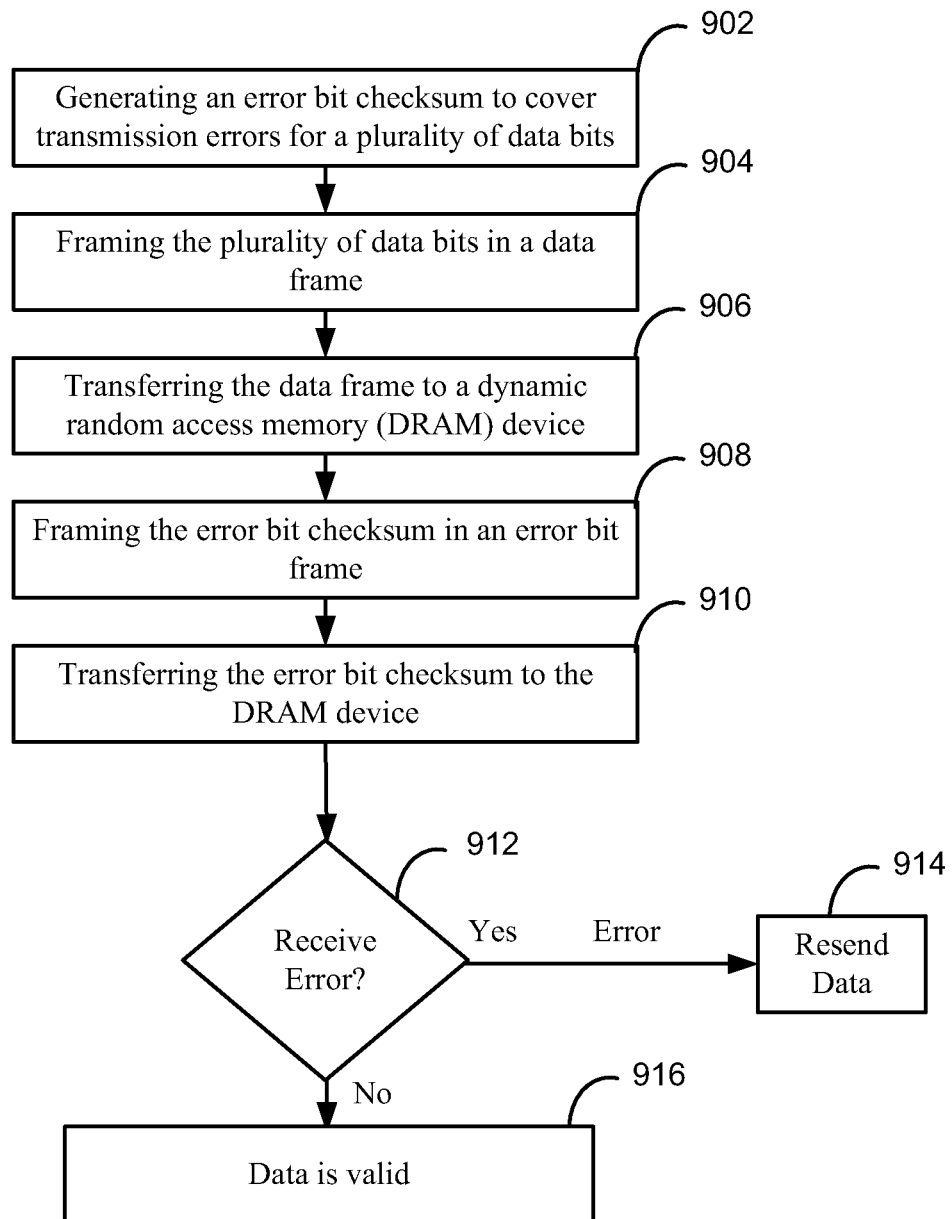 902
Generating an error bit checksum to cover
transmission errors for a plurality of data bits
904
Framing the plurality of data bits in a data
frame
906
Transferring the data frame to a dynamic
random access memory (DRAM) device
908
Framing the error bit checksum in an error bit
frame
910
Transferring the error bit checksum to the
DRAM device
912
Receive
Error?
Yes
Error
914
Resend
Data
No
916
Data is valid